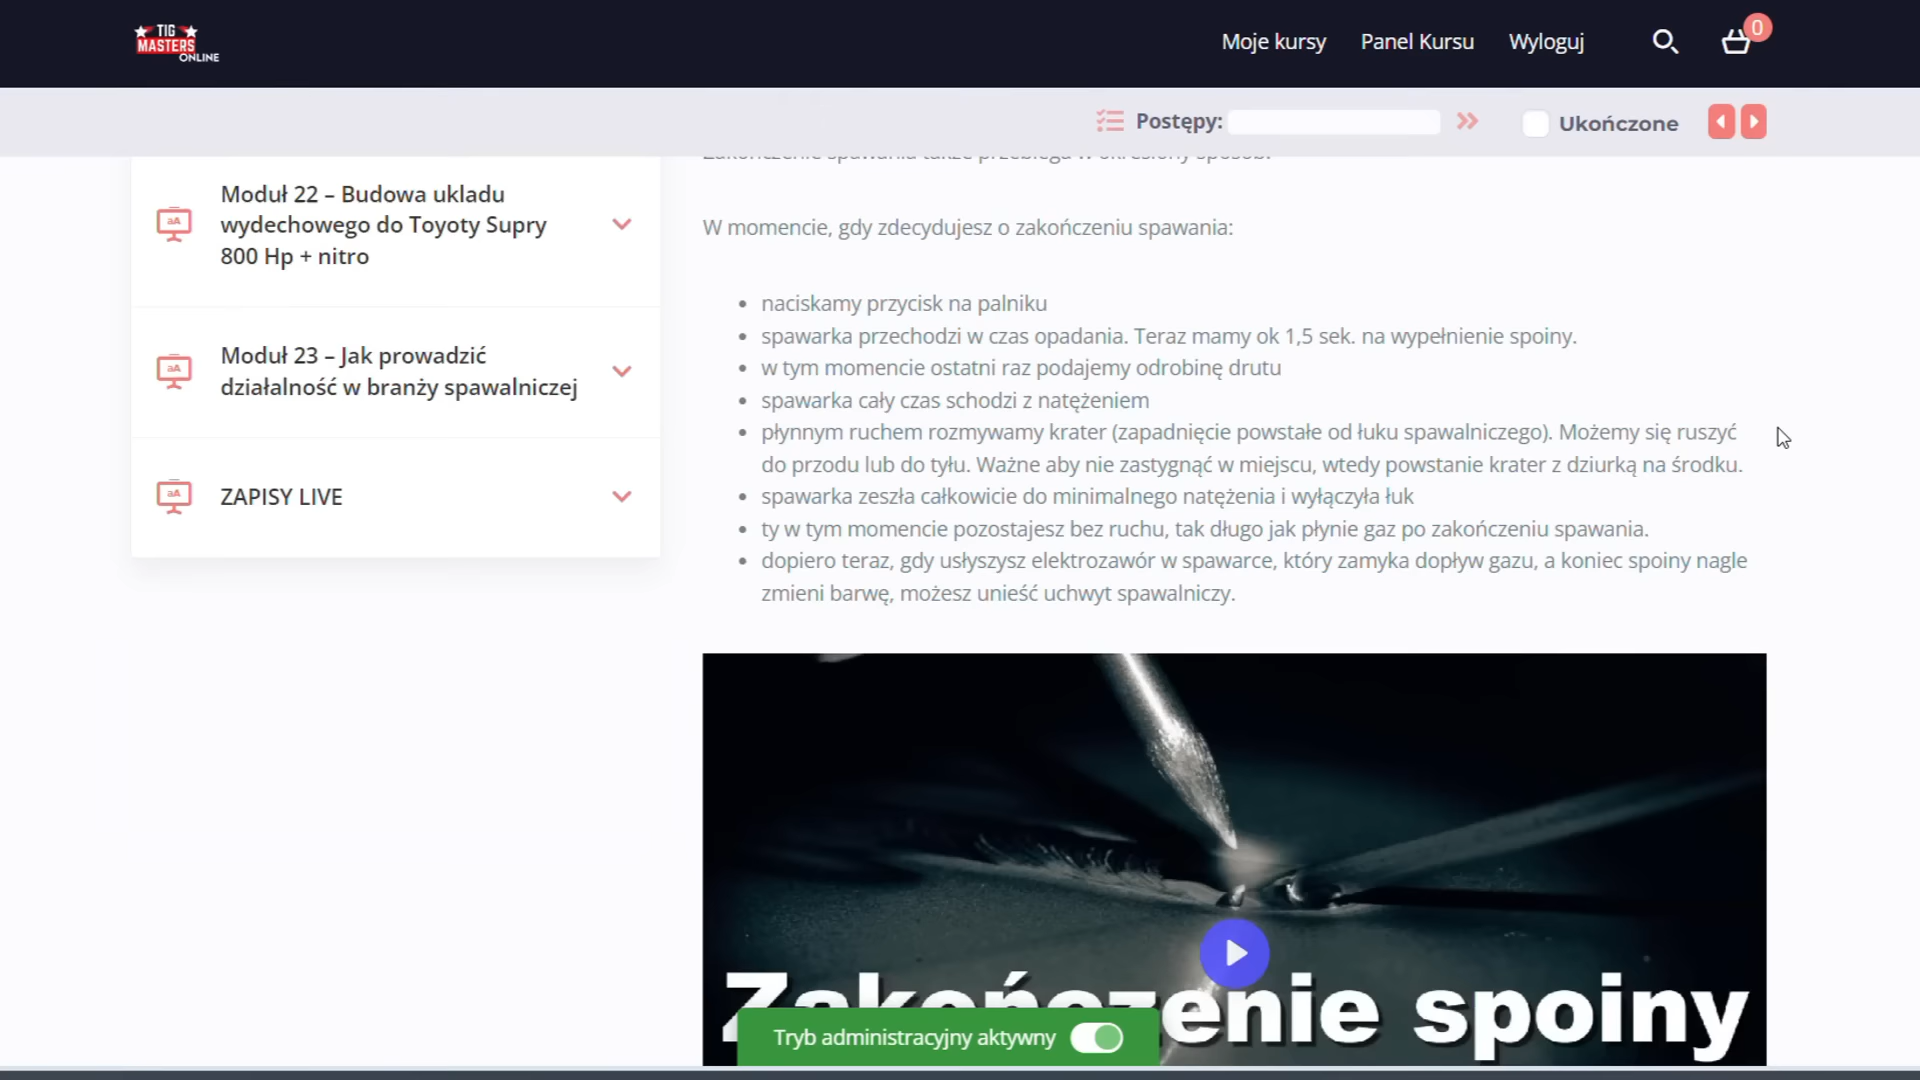 TIG
MASTERS
ONLINE
Moje kursy
Panel Kursu
Wyloguj
0
Postępy:
Ukończone
Moduł 22 – Budowa ukladu
wydechowego do Toyoty Supry
800 Hp + nitro
Moduł 23 – Jak prowadzić
działalność w branży spawalniczej
ZAPISY LIVE
Zakończenie spawania także przebiega w określony sposób.
W momencie, gdy zdecydujesz o zakończeniu spawania:
naciskamy przycisk na palniku
spawarka przechodzi w czas opadania. Teraz mamy ok 1,5 sek. na wypełnienie spoiny.
w tym momencie ostatni raz podajemy odrobinę drutu
spawarka cały czas schodzi z natężeniem
płynnym ruchem rozmywamy krater (zapadnięcie powstałe od łuku spawalniczego). Możemy się ruszyć
do przodu lub do tyłu. Ważne aby nie zastygnąć w miejscu, wtedy powstanie krater z dziurką na środku.
spawarka zeszła całkowicie do minimalnego natężenia i wyłączyła łuk
ty w tym momencie pozostajesz bez ruchu, tak długo jak płynie gaz po zakończeniu spawania.
dopiero teraz, gdy usłyszysz elektrozawór w spawarce, który zamyka dopływ gazu, a koniec spoiny nagle
zmieni barwę, możesz unieść uchwyt spawalniczy.
Zakończenie spoiny
Tryb administracyjny aktywny